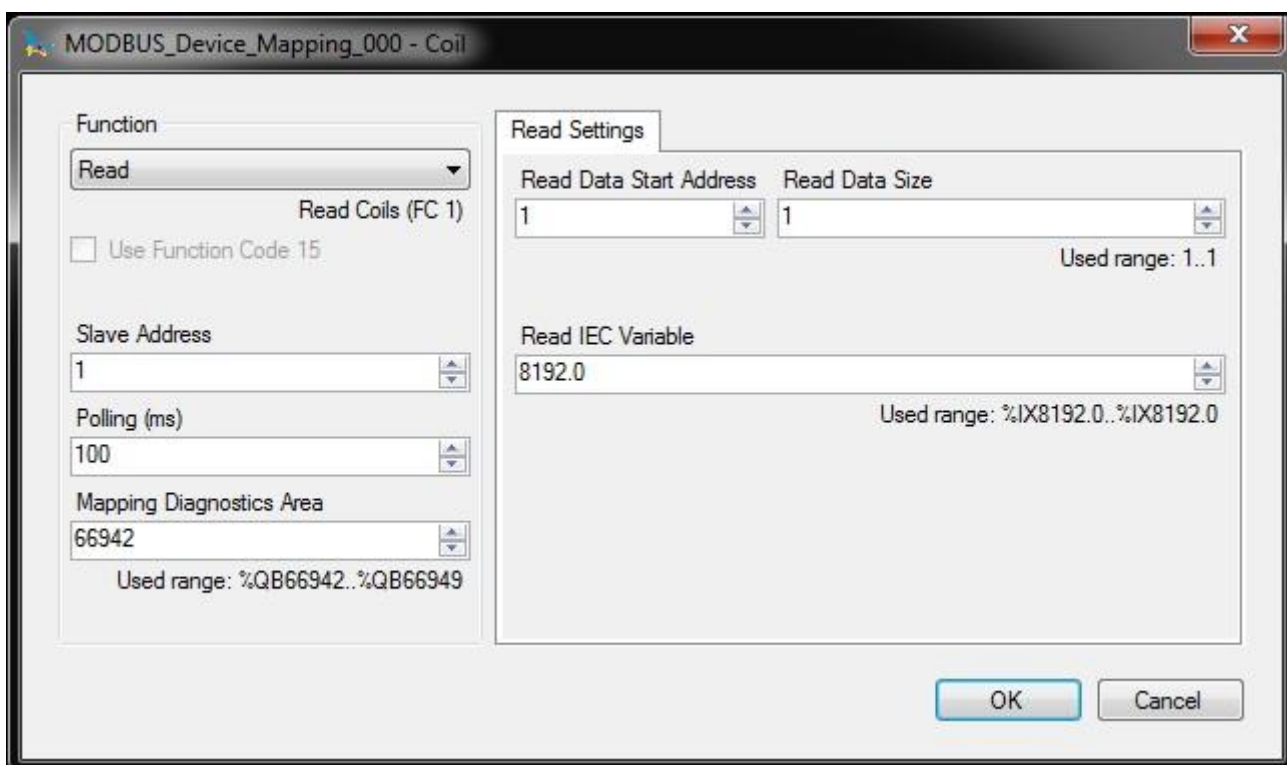 MODBUS_Device_Mapping_000 - Coil
Function
Read
Read Coils (FC 1)
Use Function Code 15
Slave Address
1
Polling (ms)
100
Mapping Diagnostics Area
66942
Used range: %QB66942..%QB66949
Read Settings
Read Data Start Address
Read Data Size
1
1
Used range: 1..1
Read IEC Variable
8192.0
Used range: %IX8192.0..%IX8192.0
OK
Cancel